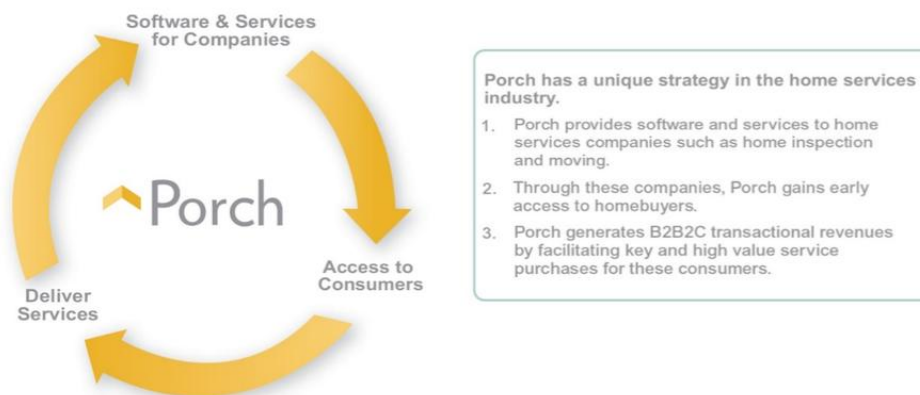 Software & Services
for Companies
Porch
Access to
Consumers
Deliver
Services
Porch has a unique strategy in the home services
industry.
1. Porch provides software and services to home
services companies such as home inspection
and moving.
2. Through these companies, Porch gains early
access to homebuyers.
3. Porch generates B2B2C transactional revenues
by facilitating key and high value service
purchases for these consumers.